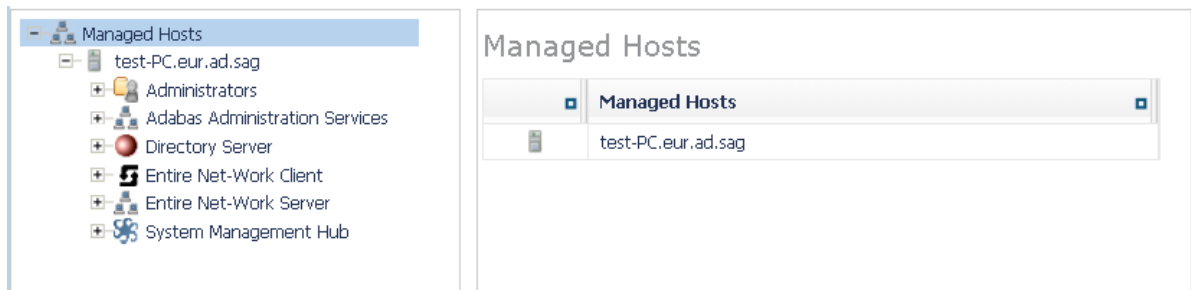 Managed Hosts
test-PC.eur.ad.sag
Administrators
Adabas Administration Services
Directory Server
Entire Net-Work Client
Entire Net-Work Server
System Management Hub
Managed Hosts
Managed Hosts
test-PC.eur.ad.sag